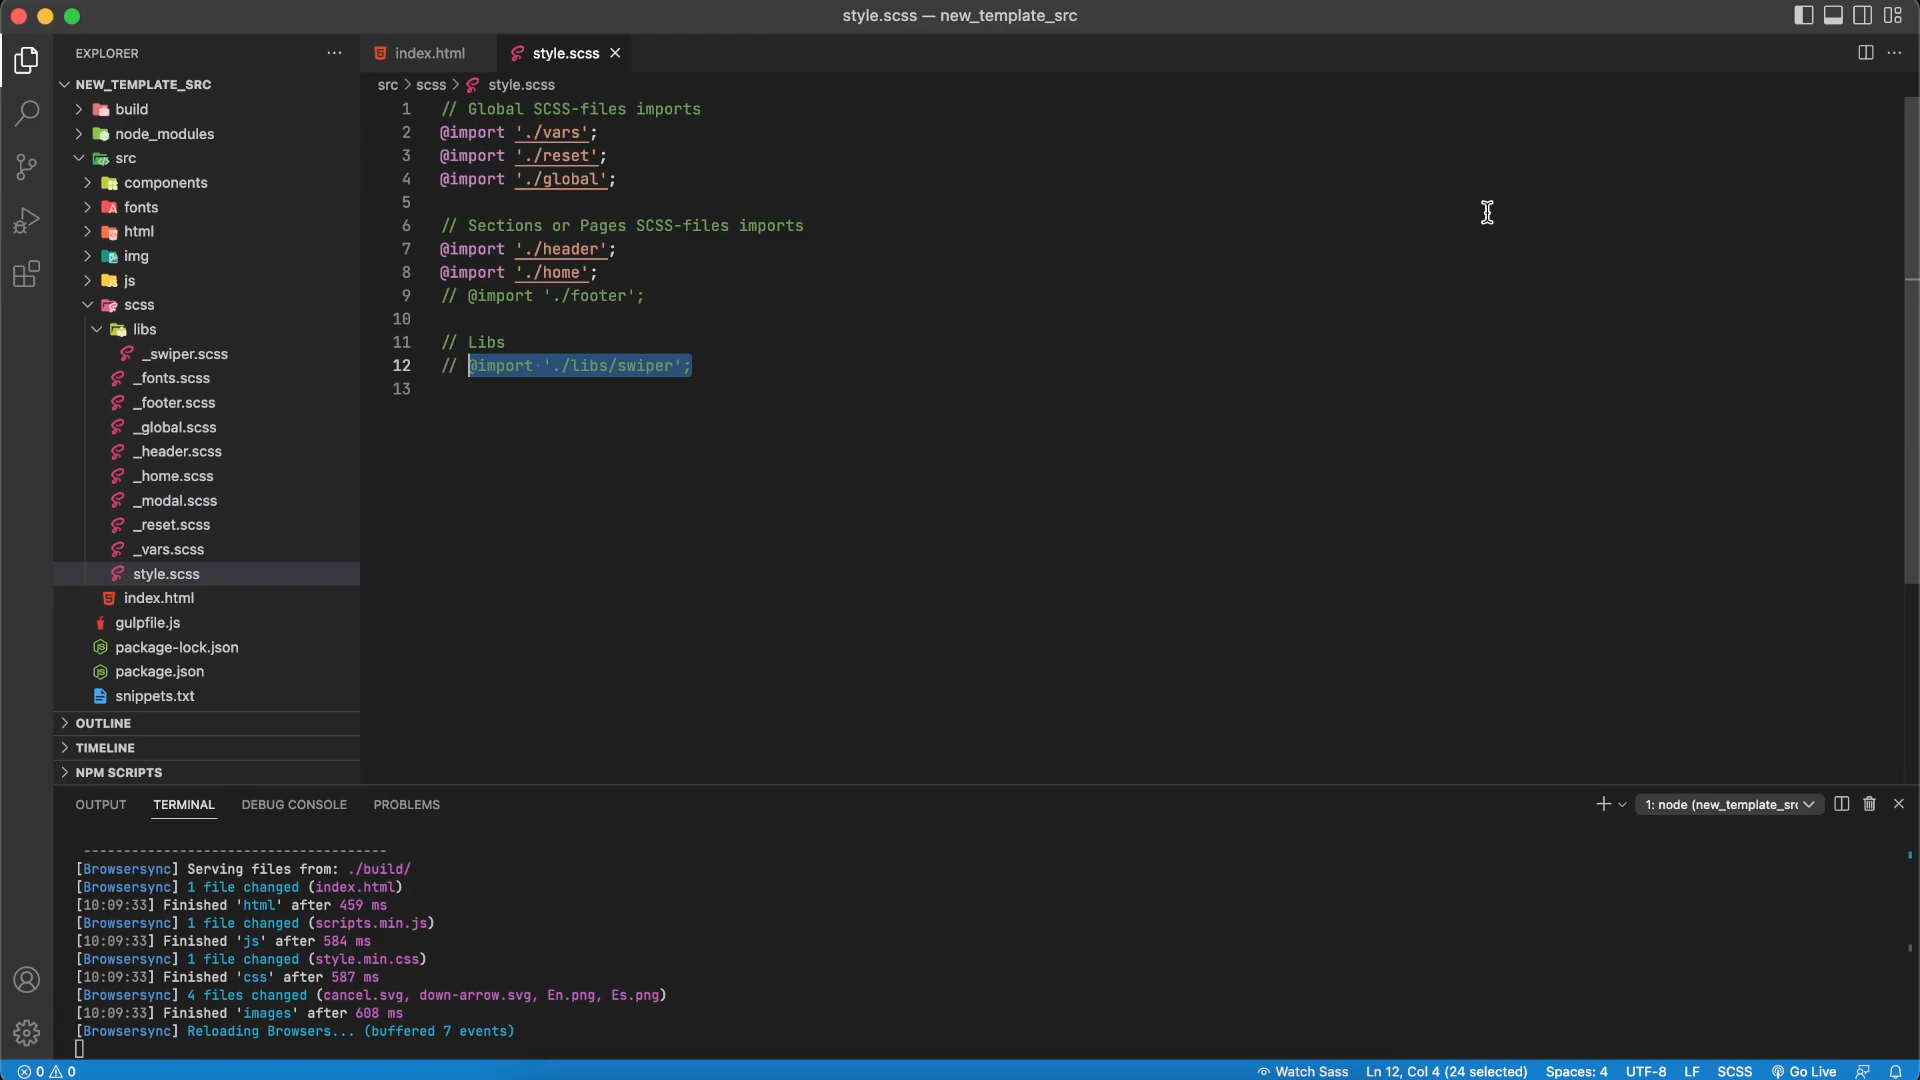 style.scss — new_template_src
EXPLORER
NEW_TEMPLATE_SRC
build
node_modules
src
components
fonts
html
img
js
scss
libs
_swiper.scss
_fonts.scss
_footer.scss
_global.scss
_header.scss
_home.scss
_modal.scss
_reset.scss
_vars.scss
style.scss
index.html
gulpfile.js
package-lock.json
package.json
snippets.txt
OUTLINE
TIMELINE
NPM SCRIPTS
index.html
style.scss
src > scss > style.scss
1 // Global SCSS-files imports
2 @import './vars';
3 @import './reset';
4 @import './global';
5
6 // Sections or Pages SCSS-files imports
7 @import './header';
8 @import './home';
9 // @import './footer';
10
11 // Libs
12 // @import './libs/swiper';
13
OUTPUT TERMINAL DEBUG CONSOLE PROBLEMS
1: node (new_template_src
--------------------------------------
[Browsersync] Serving files from: ./build/
[Browsersync] 1 file changed (index.html)
[10:09:33] Finished 'html' after 459 ms
[Browsersync] 1 file changed (scripts.min.js)
[10:09:33] Finished 'js' after 584 ms
[Browsersync] 1 file changed (style.min.css)
[10:09:33] Finished 'css' after 587 ms
[Browsersync] 4 files changed (cancel.svg, down-arrow.svg, En.png, Es.png)
[10:09:33] Finished 'images' after 608 ms
[Browsersync] Reloading Browsers... (buffered 7 events)
0 0 Watch Sass Ln 12, Col 4 (24 selected) Spaces: 4 UTF-8 LF SCSS Go Live